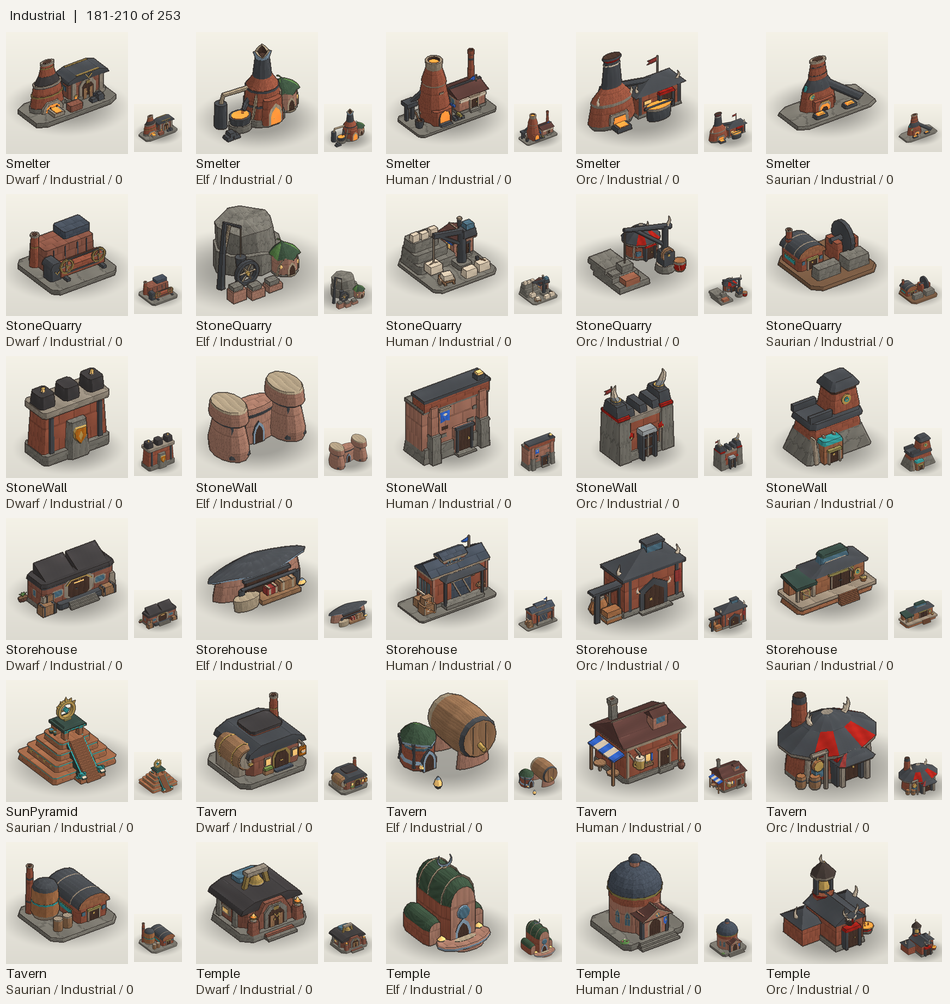 Industrial | 181-210 of 253
Smelter
Dwarf / Industrial / 0
Smelter
Elf / Industrial / 0
Smelter
Human / Industrial / 0
Smelter
Orc / Industrial / 0
Smelter
Saurian / Industrial / 0
StoneQuarry
Dwarf / Industrial / 0
StoneQuarry
Elf / Industrial / 0
StoneQuarry
Human / Industrial / 0
StoneQuarry
Orc / Industrial / 0
StoneQuarry
Saurian / Industrial / 0
StoneWall
Dwarf / Industrial / 0
StoneWall
Elf / Industrial / 0
StoneWall
Human / Industrial / 0
StoneWall
Orc / Industrial / 0
StoneWall
Saurian / Industrial / 0
Storehouse
Dwarf / Industrial / 0
Storehouse
Elf / Industrial / 0
Storehouse
Human / Industrial / 0
Storehouse
Orc / Industrial / 0
Storehouse
Saurian / Industrial / 0
SunPyramid
Saurian / Industrial / 0
Tavern
Dwarf / Industrial / 0
Tavern
Elf / Industrial / 0
Tavern
Human / Industrial / 0
Tavern
Orc / Industrial / 0
Tavern
Saurian / Industrial / 0
Temple
Dwarf / Industrial / 0
Temple
Elf / Industrial / 0
Temple
Human / Industrial / 0
Temple
Orc / Industrial / 0